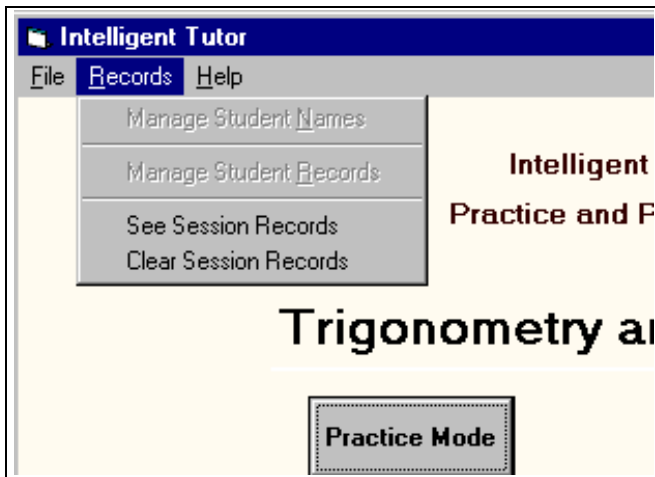 Intelligent Tutor
File Records Help
Manage Student Names
Manage Student Records
See Session Records
Clear Session Records
Intelligent
Practice and P
Trigonometry a
Practice Mode